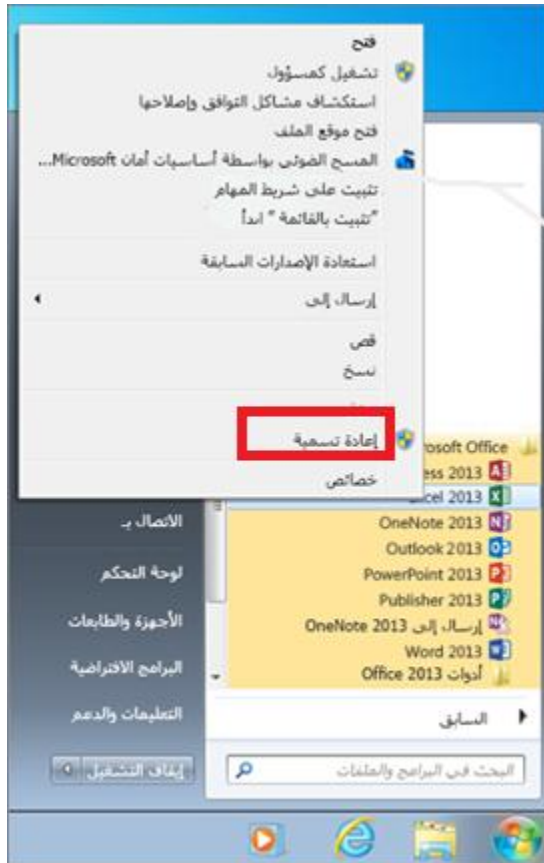 فتح
تشغيل كمسؤول
استكشاف مشاكل التوافق وإصلاحها
فتح موقع الملف
المسح الضوئي بواسطة أساسيات أمان Microsoft...
تثبيت على شريط المهام
"تثبيت بالقائمة " ابدأ
استعادة الإصدارات السابقة
إرسال إلى
قص
نسخ
إعادة تسمية
خصائص
rosoft Office
ess 2013
cel 2013
OneNote 2013
Outlook 2013
PowerPoint 2013
Publisher 2013
إرسال إلى OneNote 2013
Word 2013
أدوات Office 2013
السابق
البحث في البرامج والملفات
الاتصال بـ
لوحة التحكم
الأجهزة والطابعات
البرامج الافتراضية
التعليمات والدعم
إيقاف التشغيل